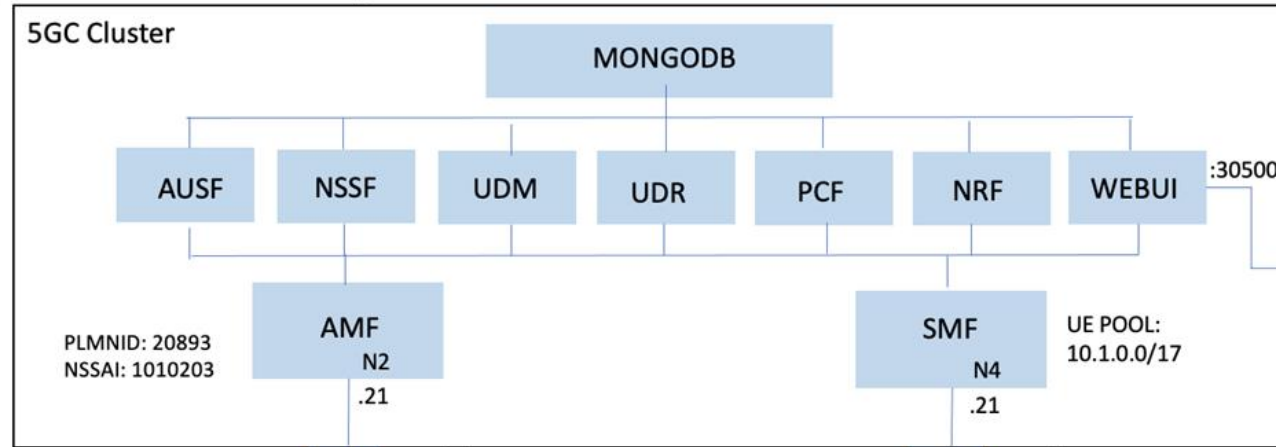 5GC Cluster
MONGODB
AUSF
NSSF
UDM
UDR
PCF
NRF
WEBUI
:30500
AMF
N2
.21
PLMNID: 20893
NSSAI: 1010203
SMF
N4
.21
UE POOL:
10.1.0.0/17